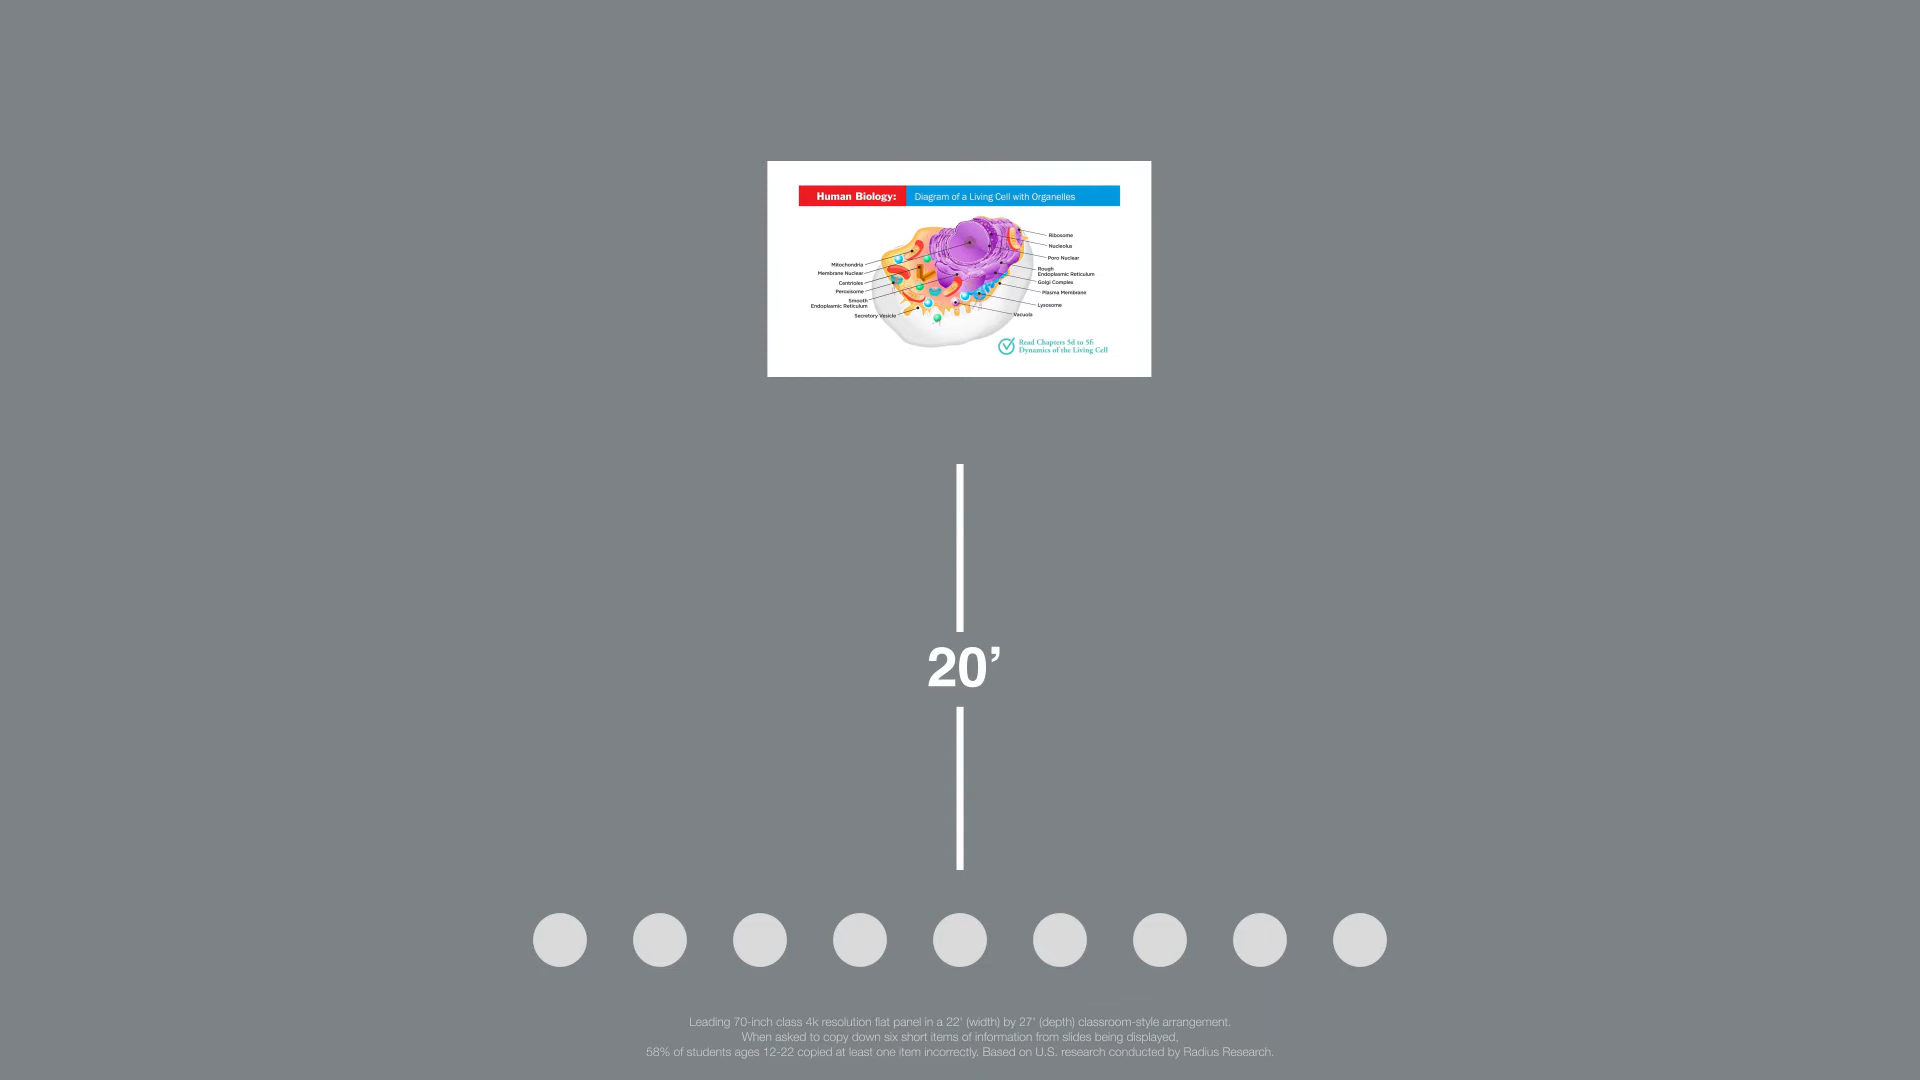 Human Biology: Diagram of a Living Cell with Organelles
Ribosome
Nucleolus
Poro Nuclear
Rough
Endoplasmic Reticulum
Golgi Complex
Plasma Membrane
Lysosome
Vacuola
Mitochondria
Membrane Nuclear
Centrioles
Peroxisome
Smooth
Endoplasmic Reticulum
Secretory Vesicle
Read Chapters 5d to 5f:
Dynamics of the Living Cell
20’
Leading 70-inch class 4k resolution flat panel in a 22' (width) by 27' (depth) classroom-style arrangement.
When asked to copy down six short items of information from slides being displayed,
58% of students ages 12-22 copied at least one item incorrectly. Based on U.S. research conducted by Radius Research.